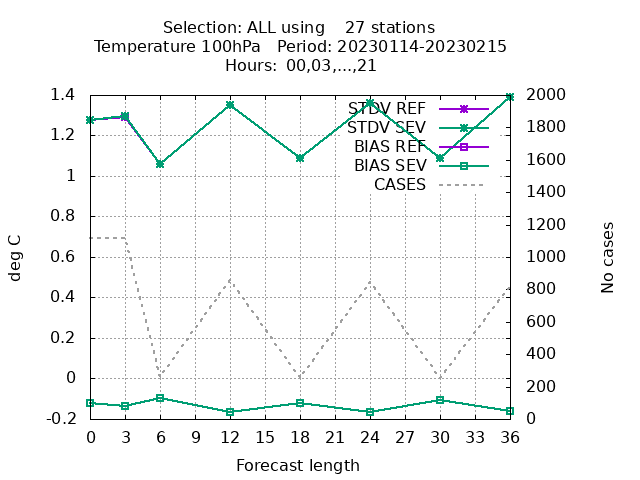 Selection: ALL using    27 stations
Temperature 100hPa   Period: 20230114-20230215
Hours:  00,03,...,21
STDV REF
STDV SEV
BIAS REF
BIAS SEV
CASES
1.4
1.2
1
0.8
0.6
0.4
0.2
0
-0.2
deg C
2000
1800
1600
1400
1200
1000
800
600
400
200
0
No cases
0 3 6 9 12 15 18 21 24 27 30 33 36
Forecast length